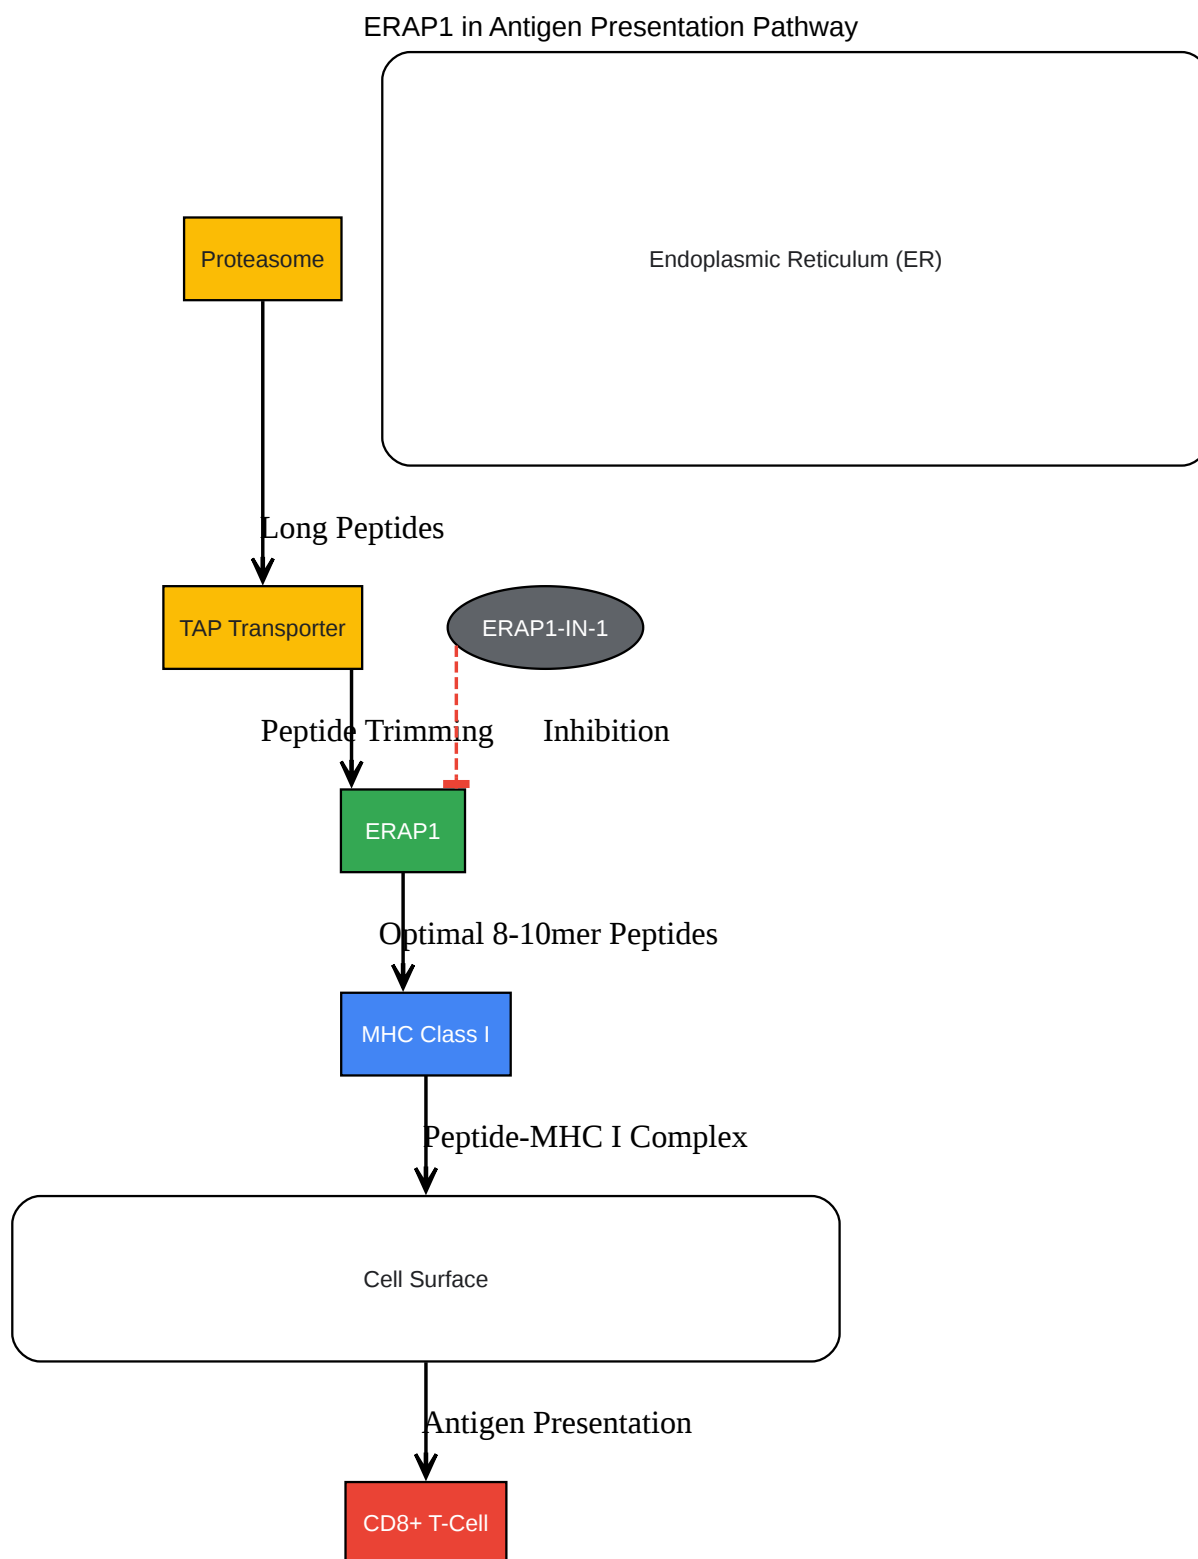 ERAP1 in Antigen Presentation Pathway
Proteasome
Endoplasmic Reticulum (ER)
Long Peptides
TAP Transporter
ERAP1-IN-1
Peptide Trimming
Inhibition
ERAP1
Optimal 8-10mer Peptides
MHC Class I
Peptide-MHC I Complex
Cell Surface
Antigen Presentation
CD8+ T-Cell